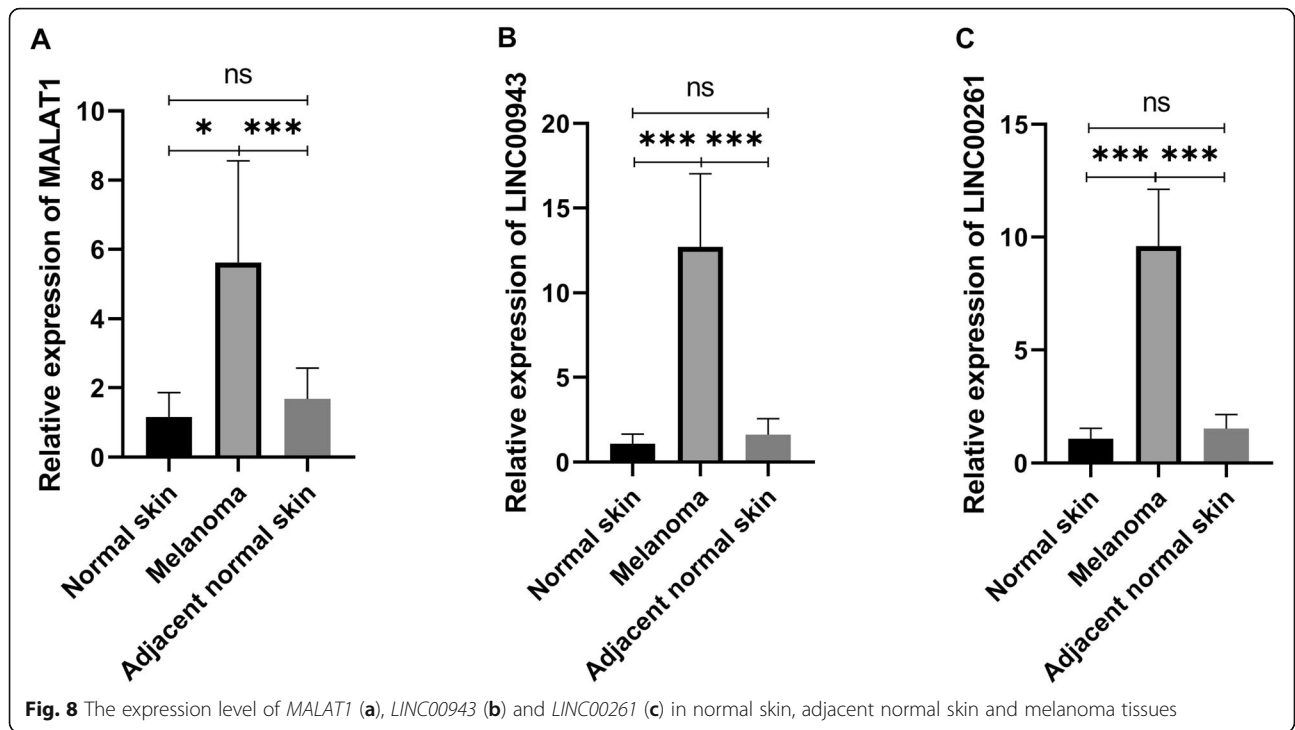 A
Relative expression of MALAT1
ns
* ***
10
8
6
4
2
0
Normal skin
Melanoma
Adjacent normal skin
B
Relative expression of LINC00943
ns
*** ***
20
15
10
5
0
Normal skin
Melanoma
Adjacent normal skin
C
Relative expression of LINC00261
ns
*** ***
15
10
5
0
Normal skin
Melanoma
Adjacent normal skin
Fig. 8 The expression level of MALAT1 (a), LINC00943 (b) and LINC00261 (c) in normal skin, adjacent normal skin and melanoma tissues